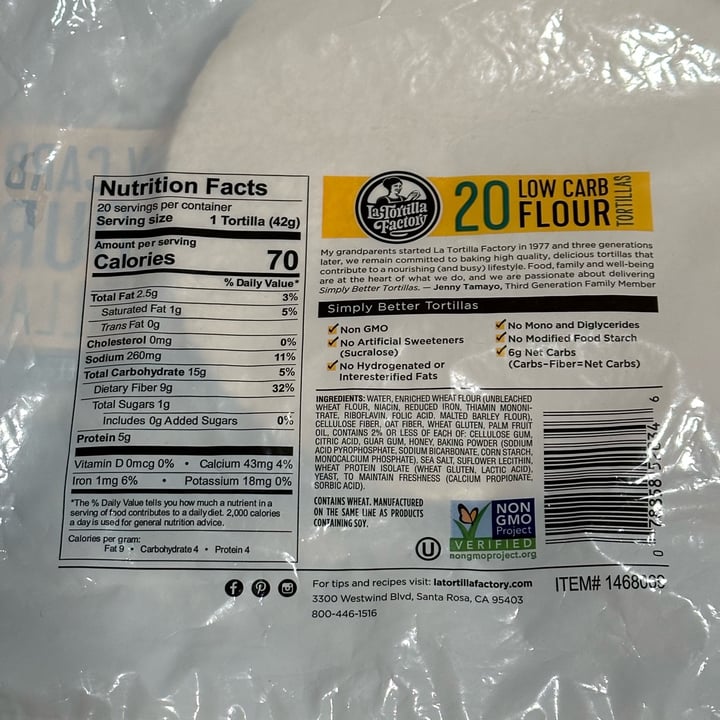 Nutrition Facts
20 servings per container
Serving size 1 Tortilla (42g)
Amount per serving
Calories 70
% Daily Value*
Total Fat 2.5g 3%
Saturated Fat 1g 5%
Trans Fat 0g
Cholesterol 0mg 0%
Sodium 260mg 11%
Total Carbohydrate 15g 5%
Dietary Fiber 9g 32%
Total Sugars 1g
Includes 0g Added Sugars 0%
Protein 5g
Vitamin D 0mcg 0% • Calcium 43mg 4%
Iron 1mg 6% • Potassium 18mg 0%
*The % Daily Value tells you how much a nutrient in a
serving of food contributes to a daily diet. 2,000 calories
a day is used for general nutrition advice.
Calories per gram:
Fat 9 • Carbohydrate 4 • Protein 4
La Tortilla
Factory
20 LOW CARB
FLOUR
TORTILLAS
My grandparents started La Tortilla Factory in 1977 and three generations
later, we remain committed to baking high quality, delicious tortillas that
contribute to a nourishing (and busy) lifestyle. Food, family and well-being
are at the heart of what we do, and we are passionate about delivering
Simply Better Tortillas. — Jenny Tamayo, Third Generation Family Member
Simply Better Tortillas
Non GMO
No Artificial Sweeteners
(Sucralose)
No Hydrogenated or
Interesterified Fats
No Mono and Diglycerides
No Modified Food Starch
6g Net Carbs
(Carbs–Fiber=Net Carbs)
INGREDIENTS: WATER, ENRICHED WHEAT FLOUR (UNBLEACHED
WHEAT FLOUR, NIACIN, REDUCED IRON, THIAMIN MONONI-
TRATE, RIBOFLAVIN, FOLIC ACID, MALTED BARLEY FLOUR),
CELLULOSE FIBER, OAT FIBER, WHEAT GLUTEN, PALM FRUIT
OIL, CONTAINS 2% OR LESS OF EACH OF: CELLULOSE GUM,
CITRIC ACID, GUAR GUM, HONEY, BAKING POWDER (SODIUM
ACID PYROPHOSPHATE, SODIUM BICARBONATE, CORN STARCH,
MONOCALCIUM PHOSPHATE), SEA SALT, SUFLOWER LECITHIN,
WHEAT PROTEIN ISOLATE (WHEAT GLUTEN, LACTIC ACID),
YEAST, TO MAINTAIN FRESHNESS (CALCIUM PROPIONATE,
SORBIC ACID).
CONTAINS WHEAT. MANUFACTURED
ON THE SAME LINE AS PRODUCTS
CONTAINING SOY.
U
NON
GMO
Project
VERIFIED
nongmoproject.org
For tips and recipes visit: latortillafactory.com
3300 Westwind Blvd, Santa Rosa, CA 95403
800-446-1516
ITEM#